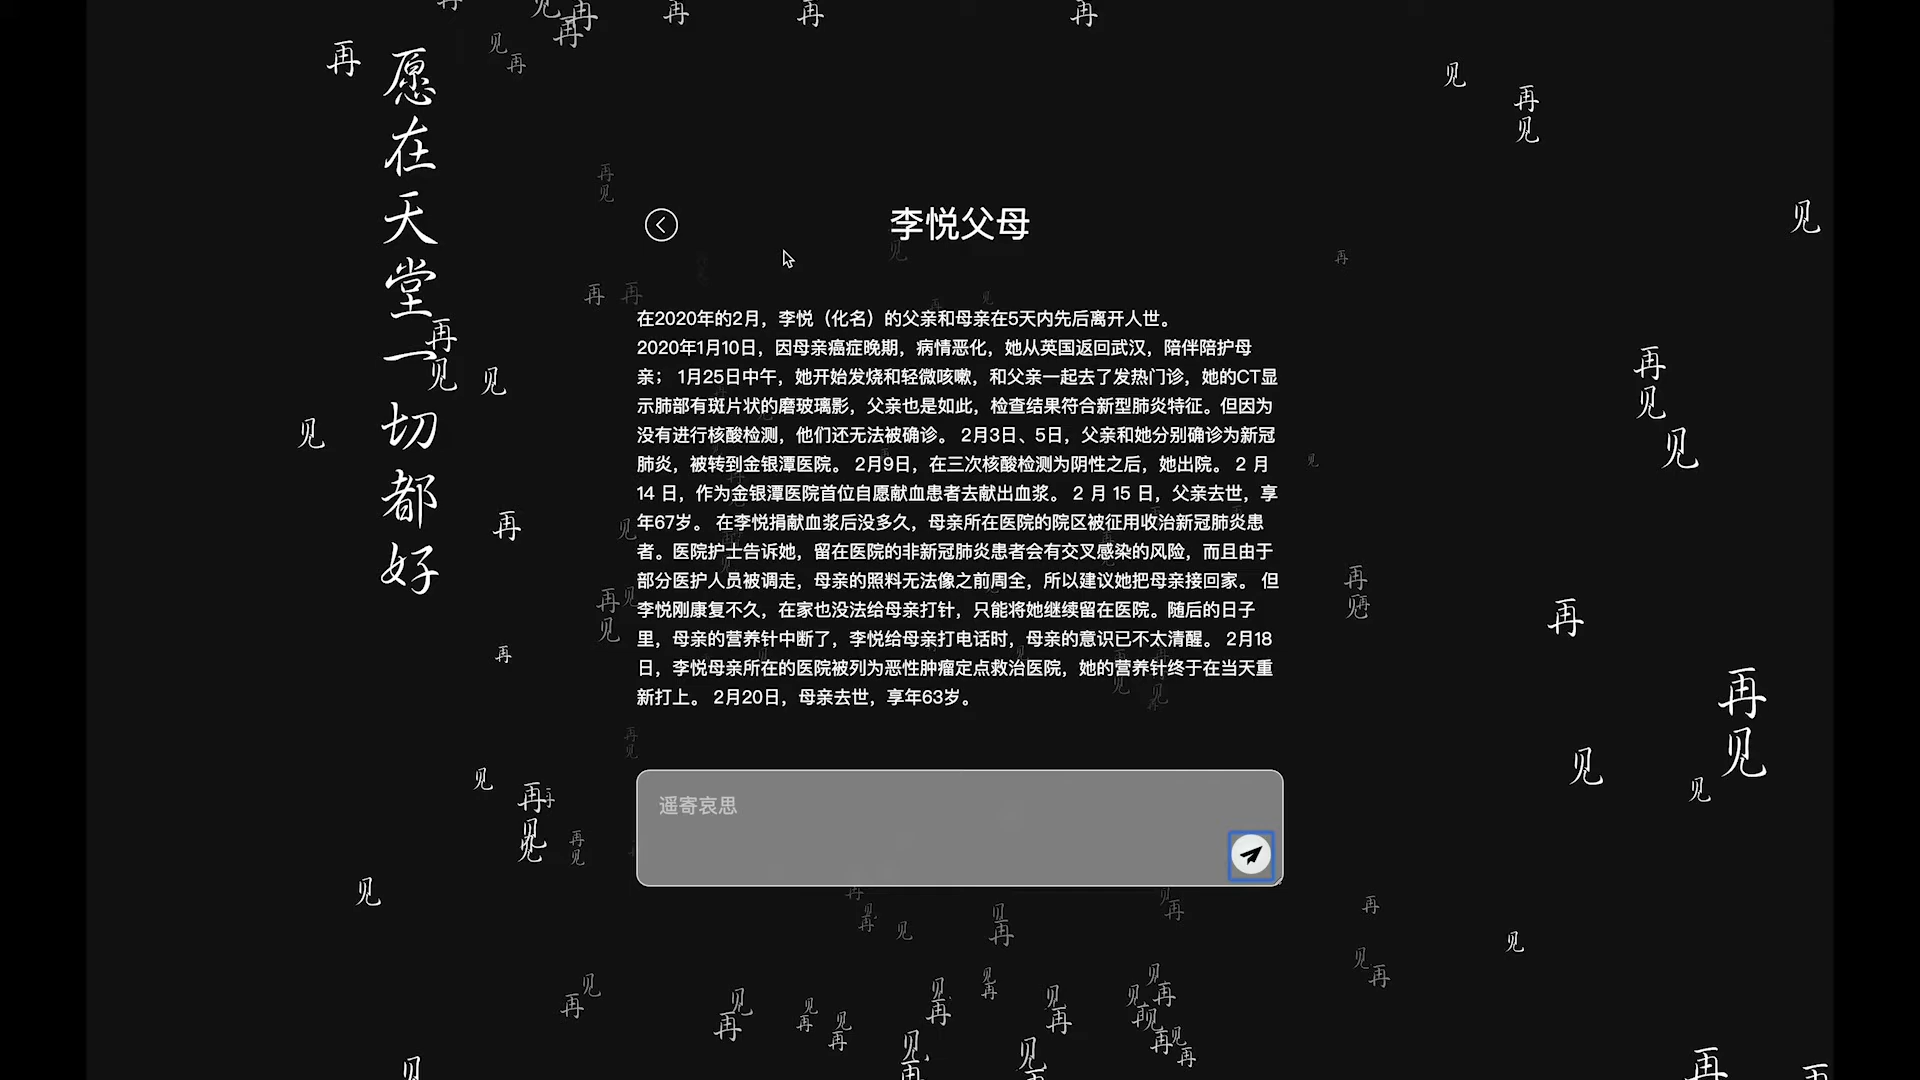 愿在天堂一切都好
李悦父母
在2020年的2月，李悦（化名）的父亲和母亲在5天内先后离开人世。
2020年1月10日，因母亲癌症晚期，病情恶化，她从英国返回武汉，陪伴陪护母
亲； 1月25日中午，她开始发烧和轻微咳嗽，和父亲一起去了发热门诊，她的CT显
示肺部有斑片状的磨玻璃影，父亲也是如此，检查结果符合新型肺炎特征。但因为
没有进行核酸检测，他们还无法被确诊。 2月3日、5日，父亲和她分别确诊为新冠
肺炎，被转到金银潭医院。 2月9日，在三次核酸检测为阴性之后，她出院。 2 月
14 日，作为金银潭医院首位自愿献血患者去献出血浆。 2 月 15 日，父亲去世，享
年67岁。 在李悦捐献血浆后没多久，母亲所在医院的院区被征用收治新冠肺炎患
者。医院护士告诉她，留在医院的非新冠肺炎患者会有交叉感染的风险，而且由于
部分医护人员被调走，母亲的照料无法像之前周全，所以建议她把母亲接回家。 但
李悦刚康复不久，在家也没法给母亲打针，只能将她继续留在医院。随后的日子
里，母亲的营养针中断了，李悦给母亲打电话时，母亲的意识已不太清醒。 2月18
日，李悦母亲所在的医院被列为恶性肿瘤定点救治医院，她的营养针终于在当天重
新打上。 2月20日，母亲去世，享年63岁。
遥寄哀思
再见
再见
再见
再见
再见